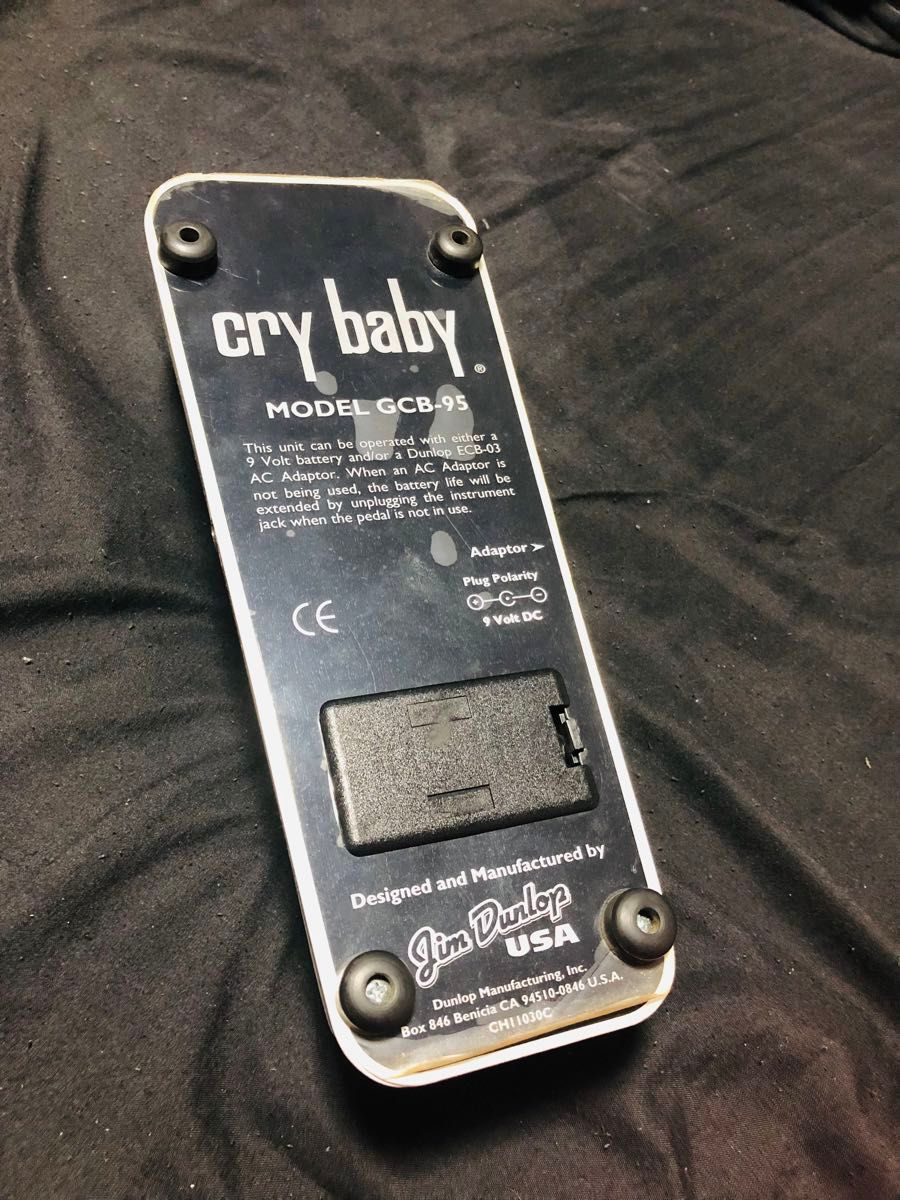 cry baby ®
MODEL GCB-95
This unit can be operated with either a
9 Volt battery and/or a Dunlop ECB-03
AC Adaptor. When an AC Adaptor is
not being used, the battery life will be
extended by unplugging the instrument
jack when the pedal is not in use.
Adaptor ➤
Plug Polarity
+ • −
9 Volt DC
CE
Designed and Manufactured by
Jim Dunlop
USA
Dunlop Manufacturing, Inc.
Box 846 Benicia CA 94510-0846 U.S.A.
CH11030C